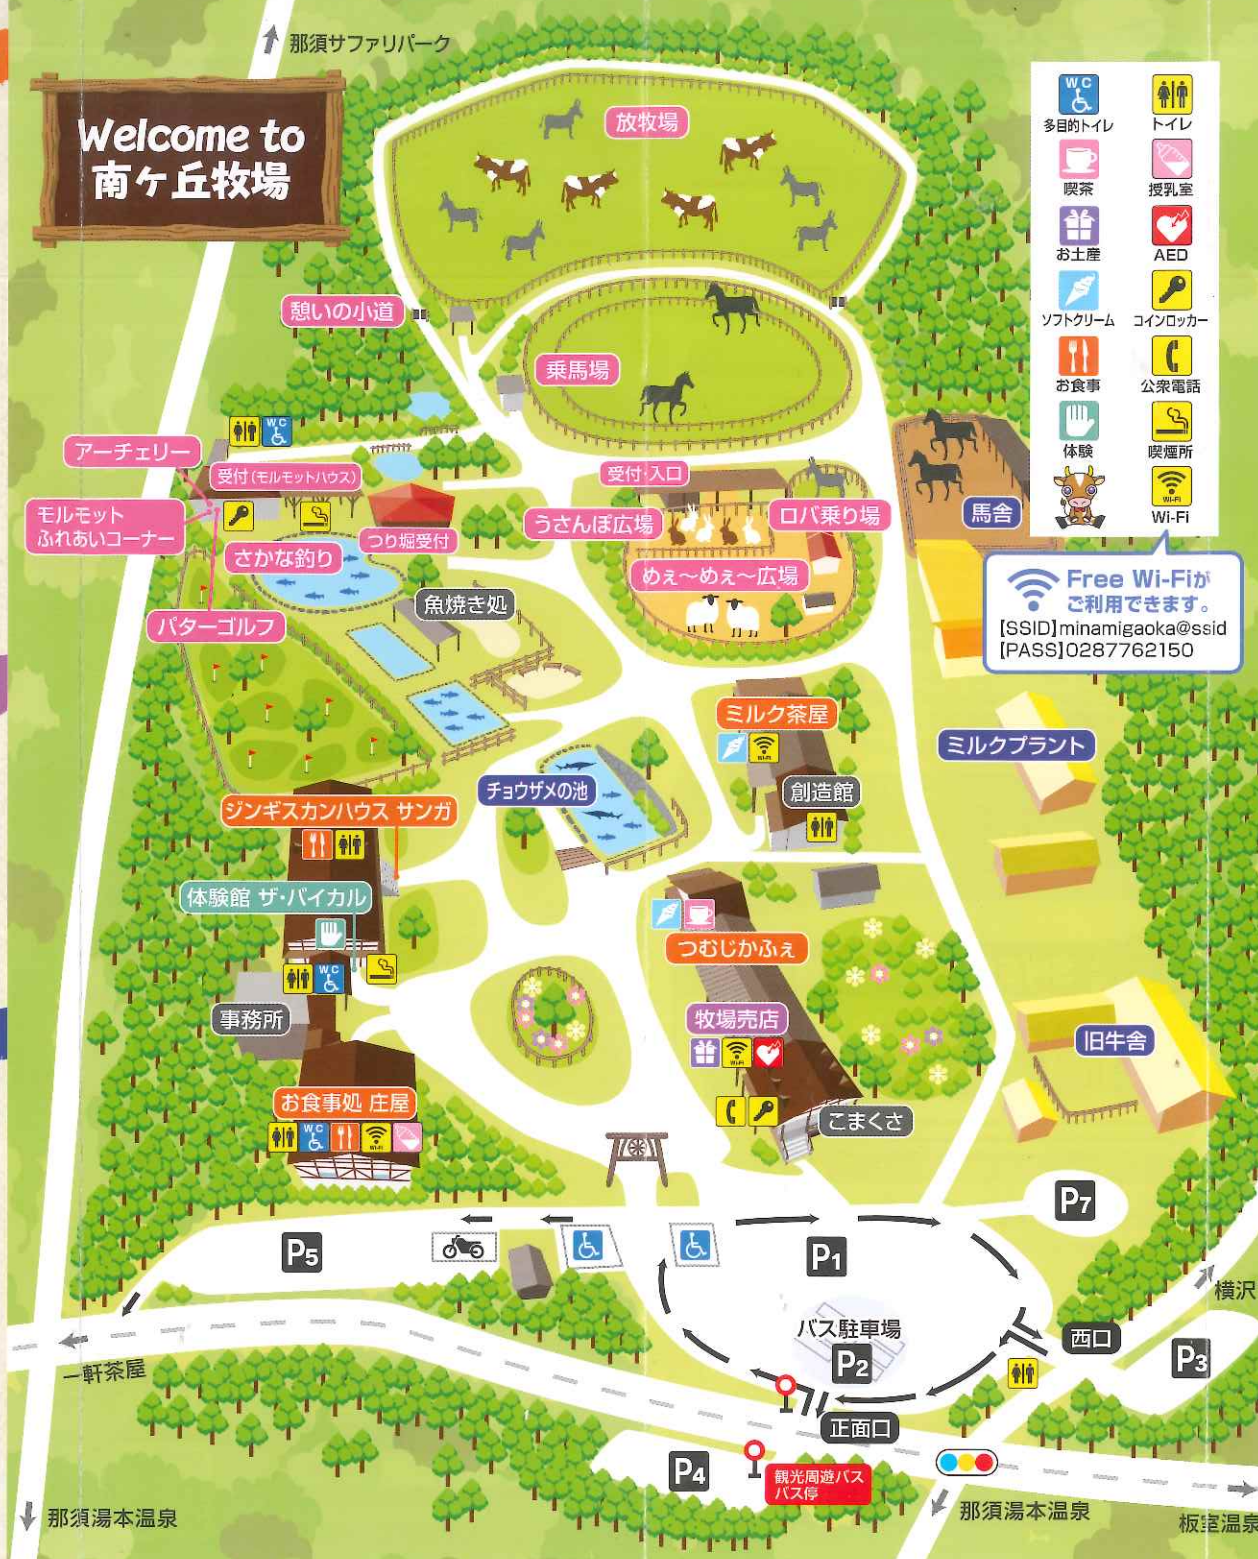 那須サファリパーク
Welcome to
南ヶ丘牧場
放牧場
WC
多目的トイレ
トイレ
喫茶
授乳室
お土産
AED
ソフトクリーム
コインロッカー
お食事
公衆電話
体験
喫煙所
Wi-Fi
Wi-Fi
憩いの小道
乗馬場
WC
アーチェリー
受付(モルモットハウス)
受付・入口
モルモット
ふれあいコーナー
うさんぽ広場
ロバ乗り場
馬舎
さかな釣り
つり堀受付
めぇ〜めぇ〜広場
Free Wi-Fiが
ご利用できます。
【SSID】minamigaoka@ssid
【PASS】0287762150
魚焼き処
パターゴルフ
ミルク茶屋
Wi-Fi
ミルクプラント
チョウザメの池
創造館
ジンギスカンハウス サンガ
体験館 ザ・バイカル
つむじかふぇ
WC
事務所
牧場売店
Wi-Fi
旧牛舎
お食事処 庄屋
WC
Wi-Fi
こまくさ
P7
P5
P1
横沢
バス駐車場
P2
西口
P3
一軒茶屋
正面口
P4
観光周遊バス
バス停
那須湯本温泉
那須湯本温泉
板室温泉